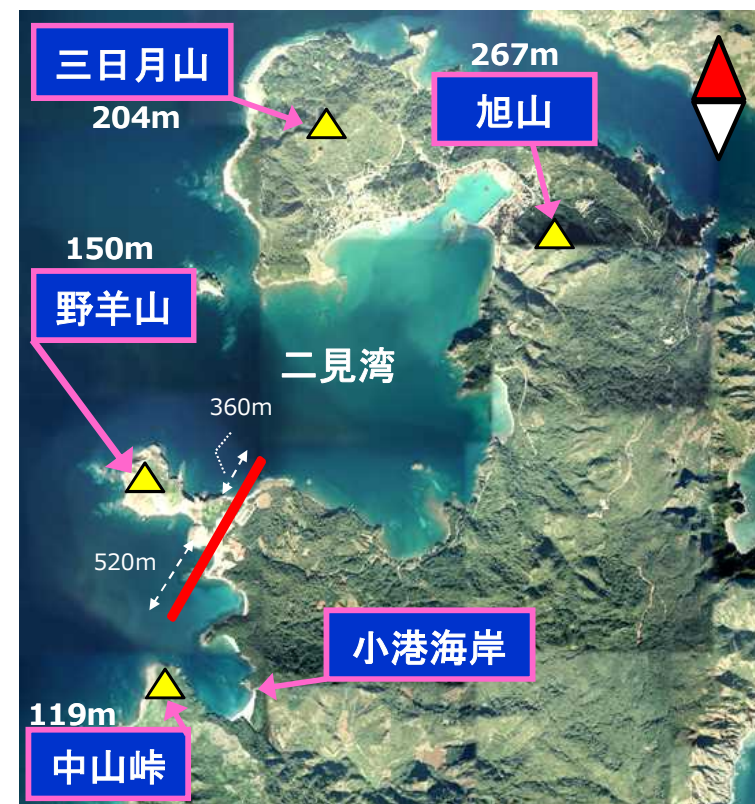 三日月山
204m
267m
旭山
150m
野羊山
二見湾
360m
520m
小港海岸
119m
中山峠